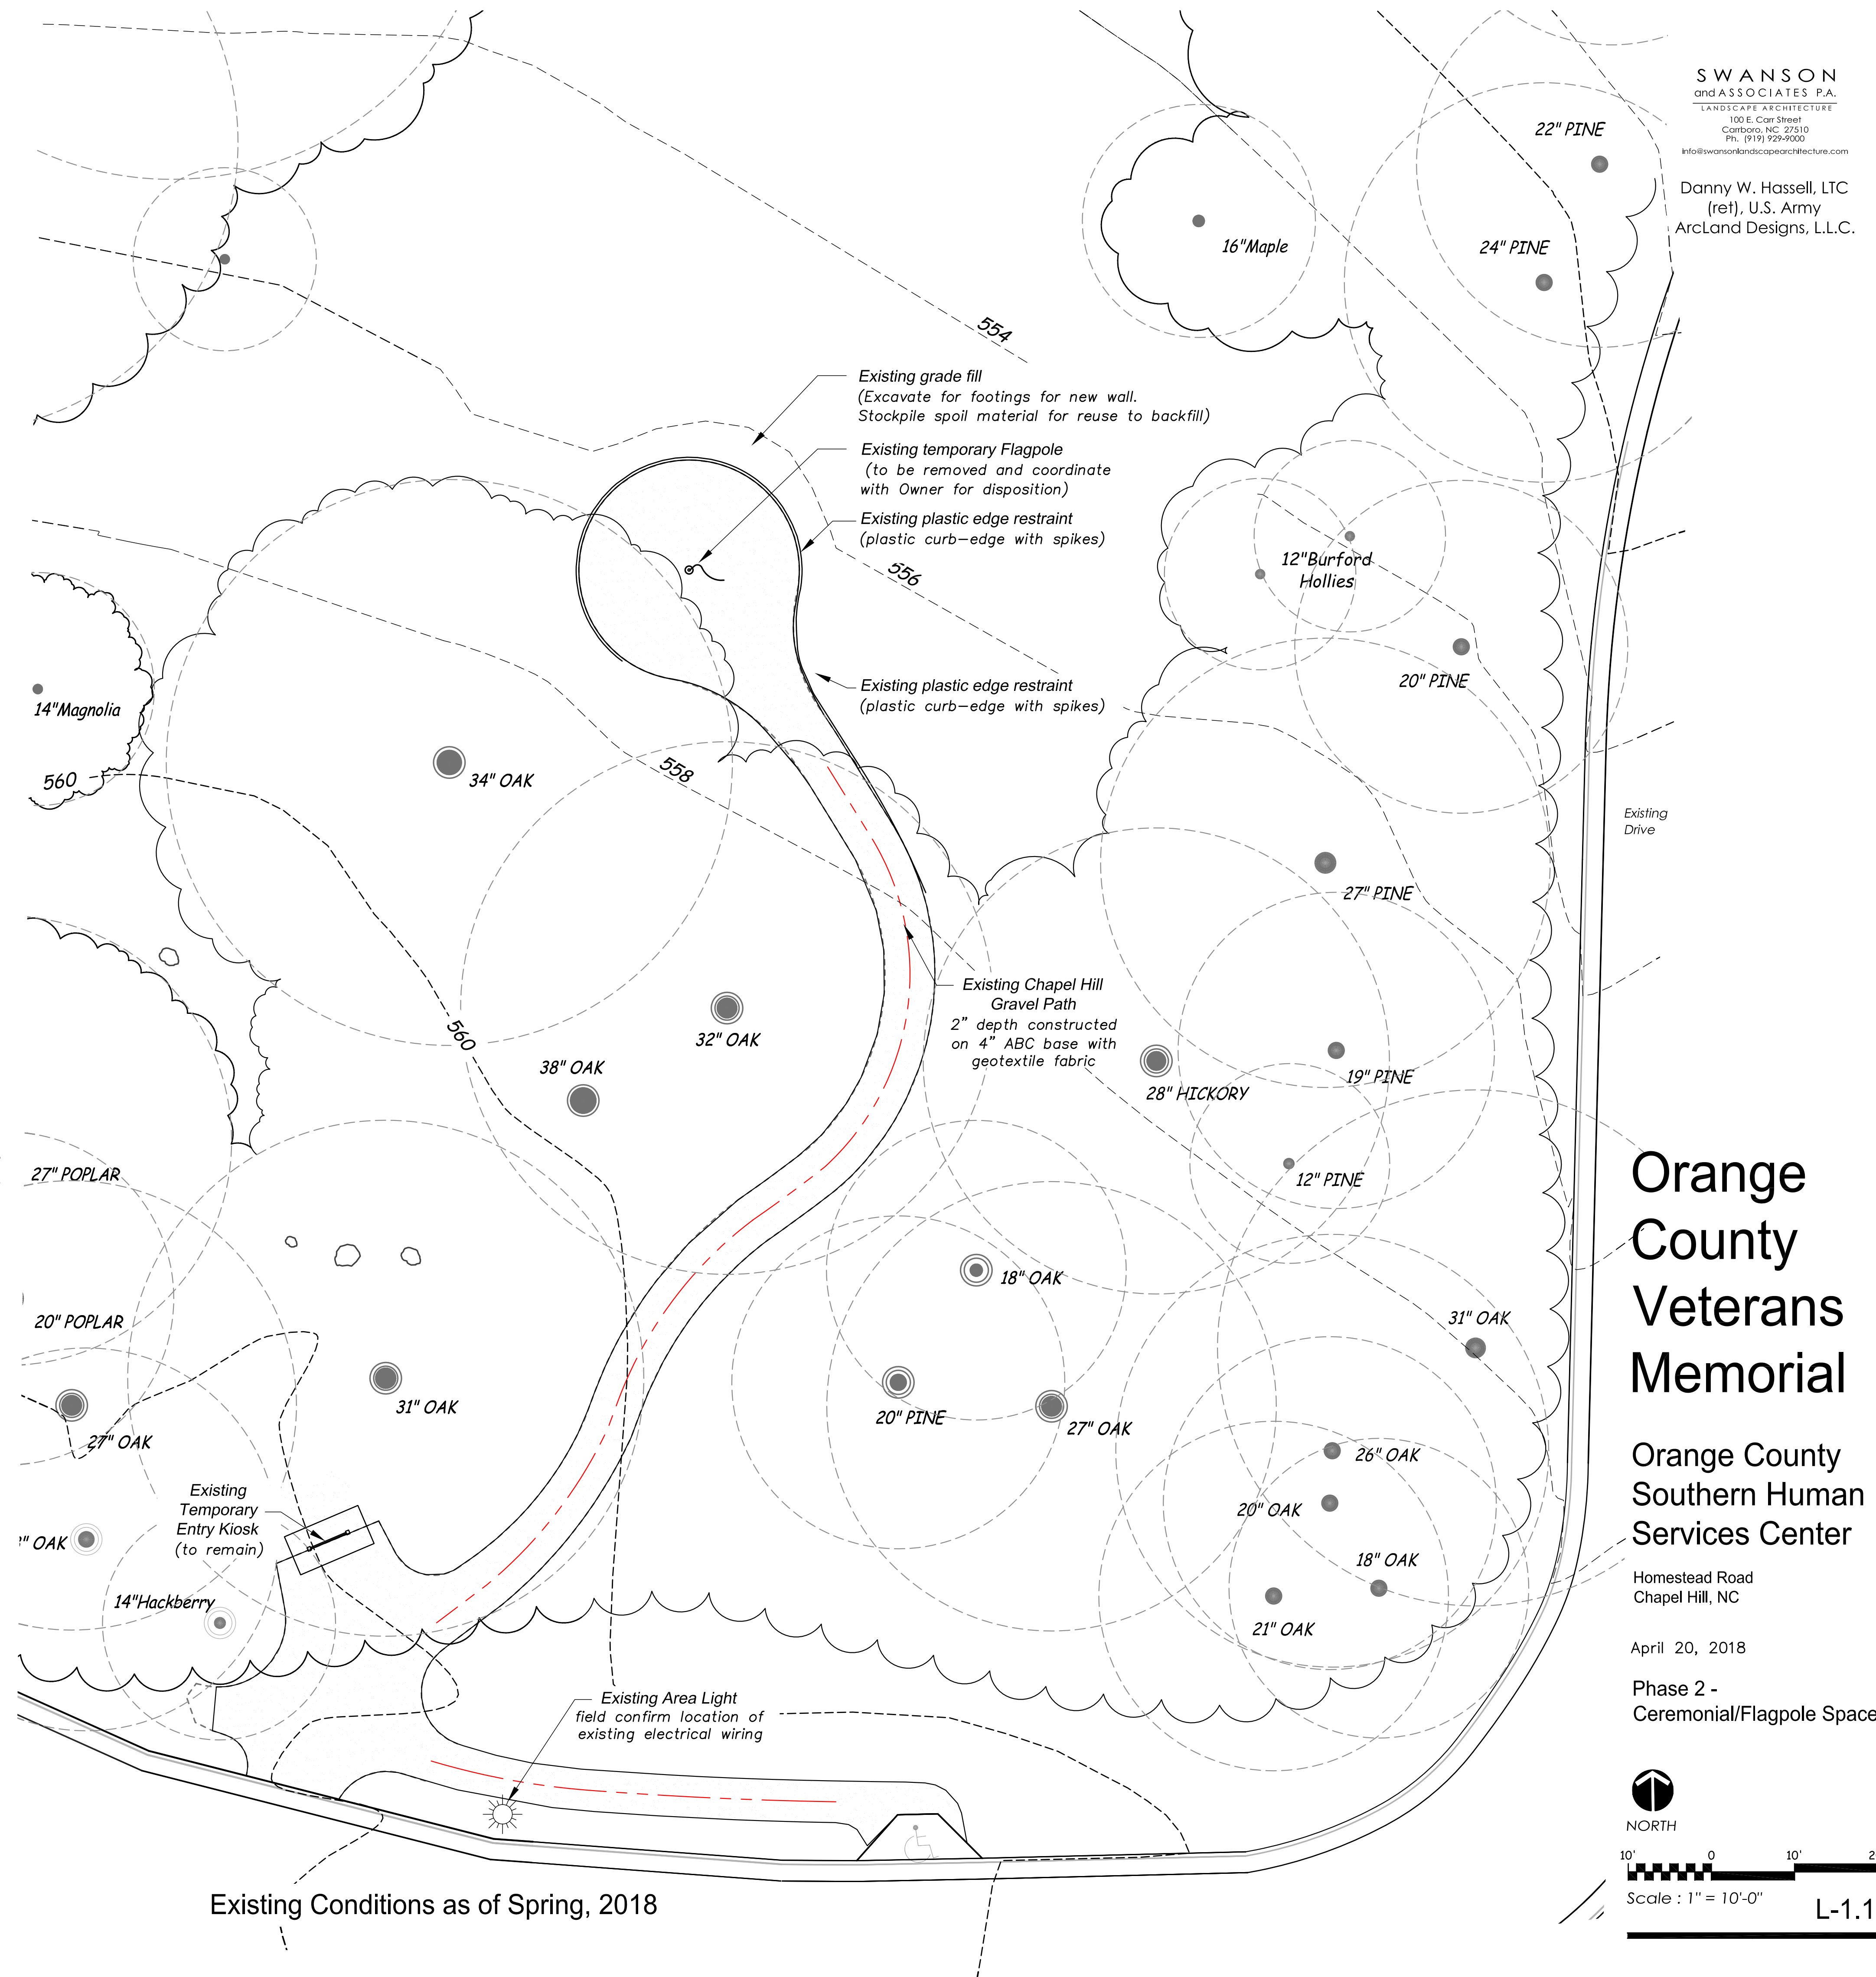 SWANSON
and ASSOCIATES P.A.
LANDSCAPE ARCHITECTURE
100 E. Carr Street
Carrboro, NC 27510
Ph. (919) 929-9000
info@swansonlandscapearchitecture.com
Danny W. Hassell, LTC
(ret), U.S. Army
ArcLand Designs, L.L.C.
22" PINE
24" PINE
16"Maple
554
Existing grade fill
(Excavate for footings for new wall.
Stockpile spoil material for reuse to backfill)
Existing temporary Flagpole
(to be removed and coordinate
with Owner for disposition)
Existing plastic edge restraint
(plastic curb-edge with spikes)
556
12"Burford
Hollies
20" PINE
Existing plastic edge restraint
(plastic curb-edge with spikes)
14"Magnolia
560
34" OAK
558
Existing
Drive
27" PINE
Existing Chapel Hill
Gravel Path
2" depth constructed
on 4" ABC base with
geotextile fabric
560
32" OAK
38" OAK
28" HICKORY
19" PINE
12" PINE
27" POPLAR
18" OAK
20" POPLAR
31" OAK
31" OAK
20" PINE
27" OAK
27" OAK
26" OAK
20" OAK
18" OAK
21" OAK
Existing
Temporary
Entry Kiosk
(to remain)
" OAK
14"Hackberry
Existing Area Light
field confirm location of
existing electrical wiring
Existing Conditions as of Spring, 2018
Orange
County
Veterans
Memorial
Orange County
Southern Human
Services Center
Homestead Road
Chapel Hill, NC
April 20, 2018
Phase 2 -
Ceremonial/Flagpole Space
NORTH
10' 0 10' 2
Scale : 1" = 10'-0"
L-1.1